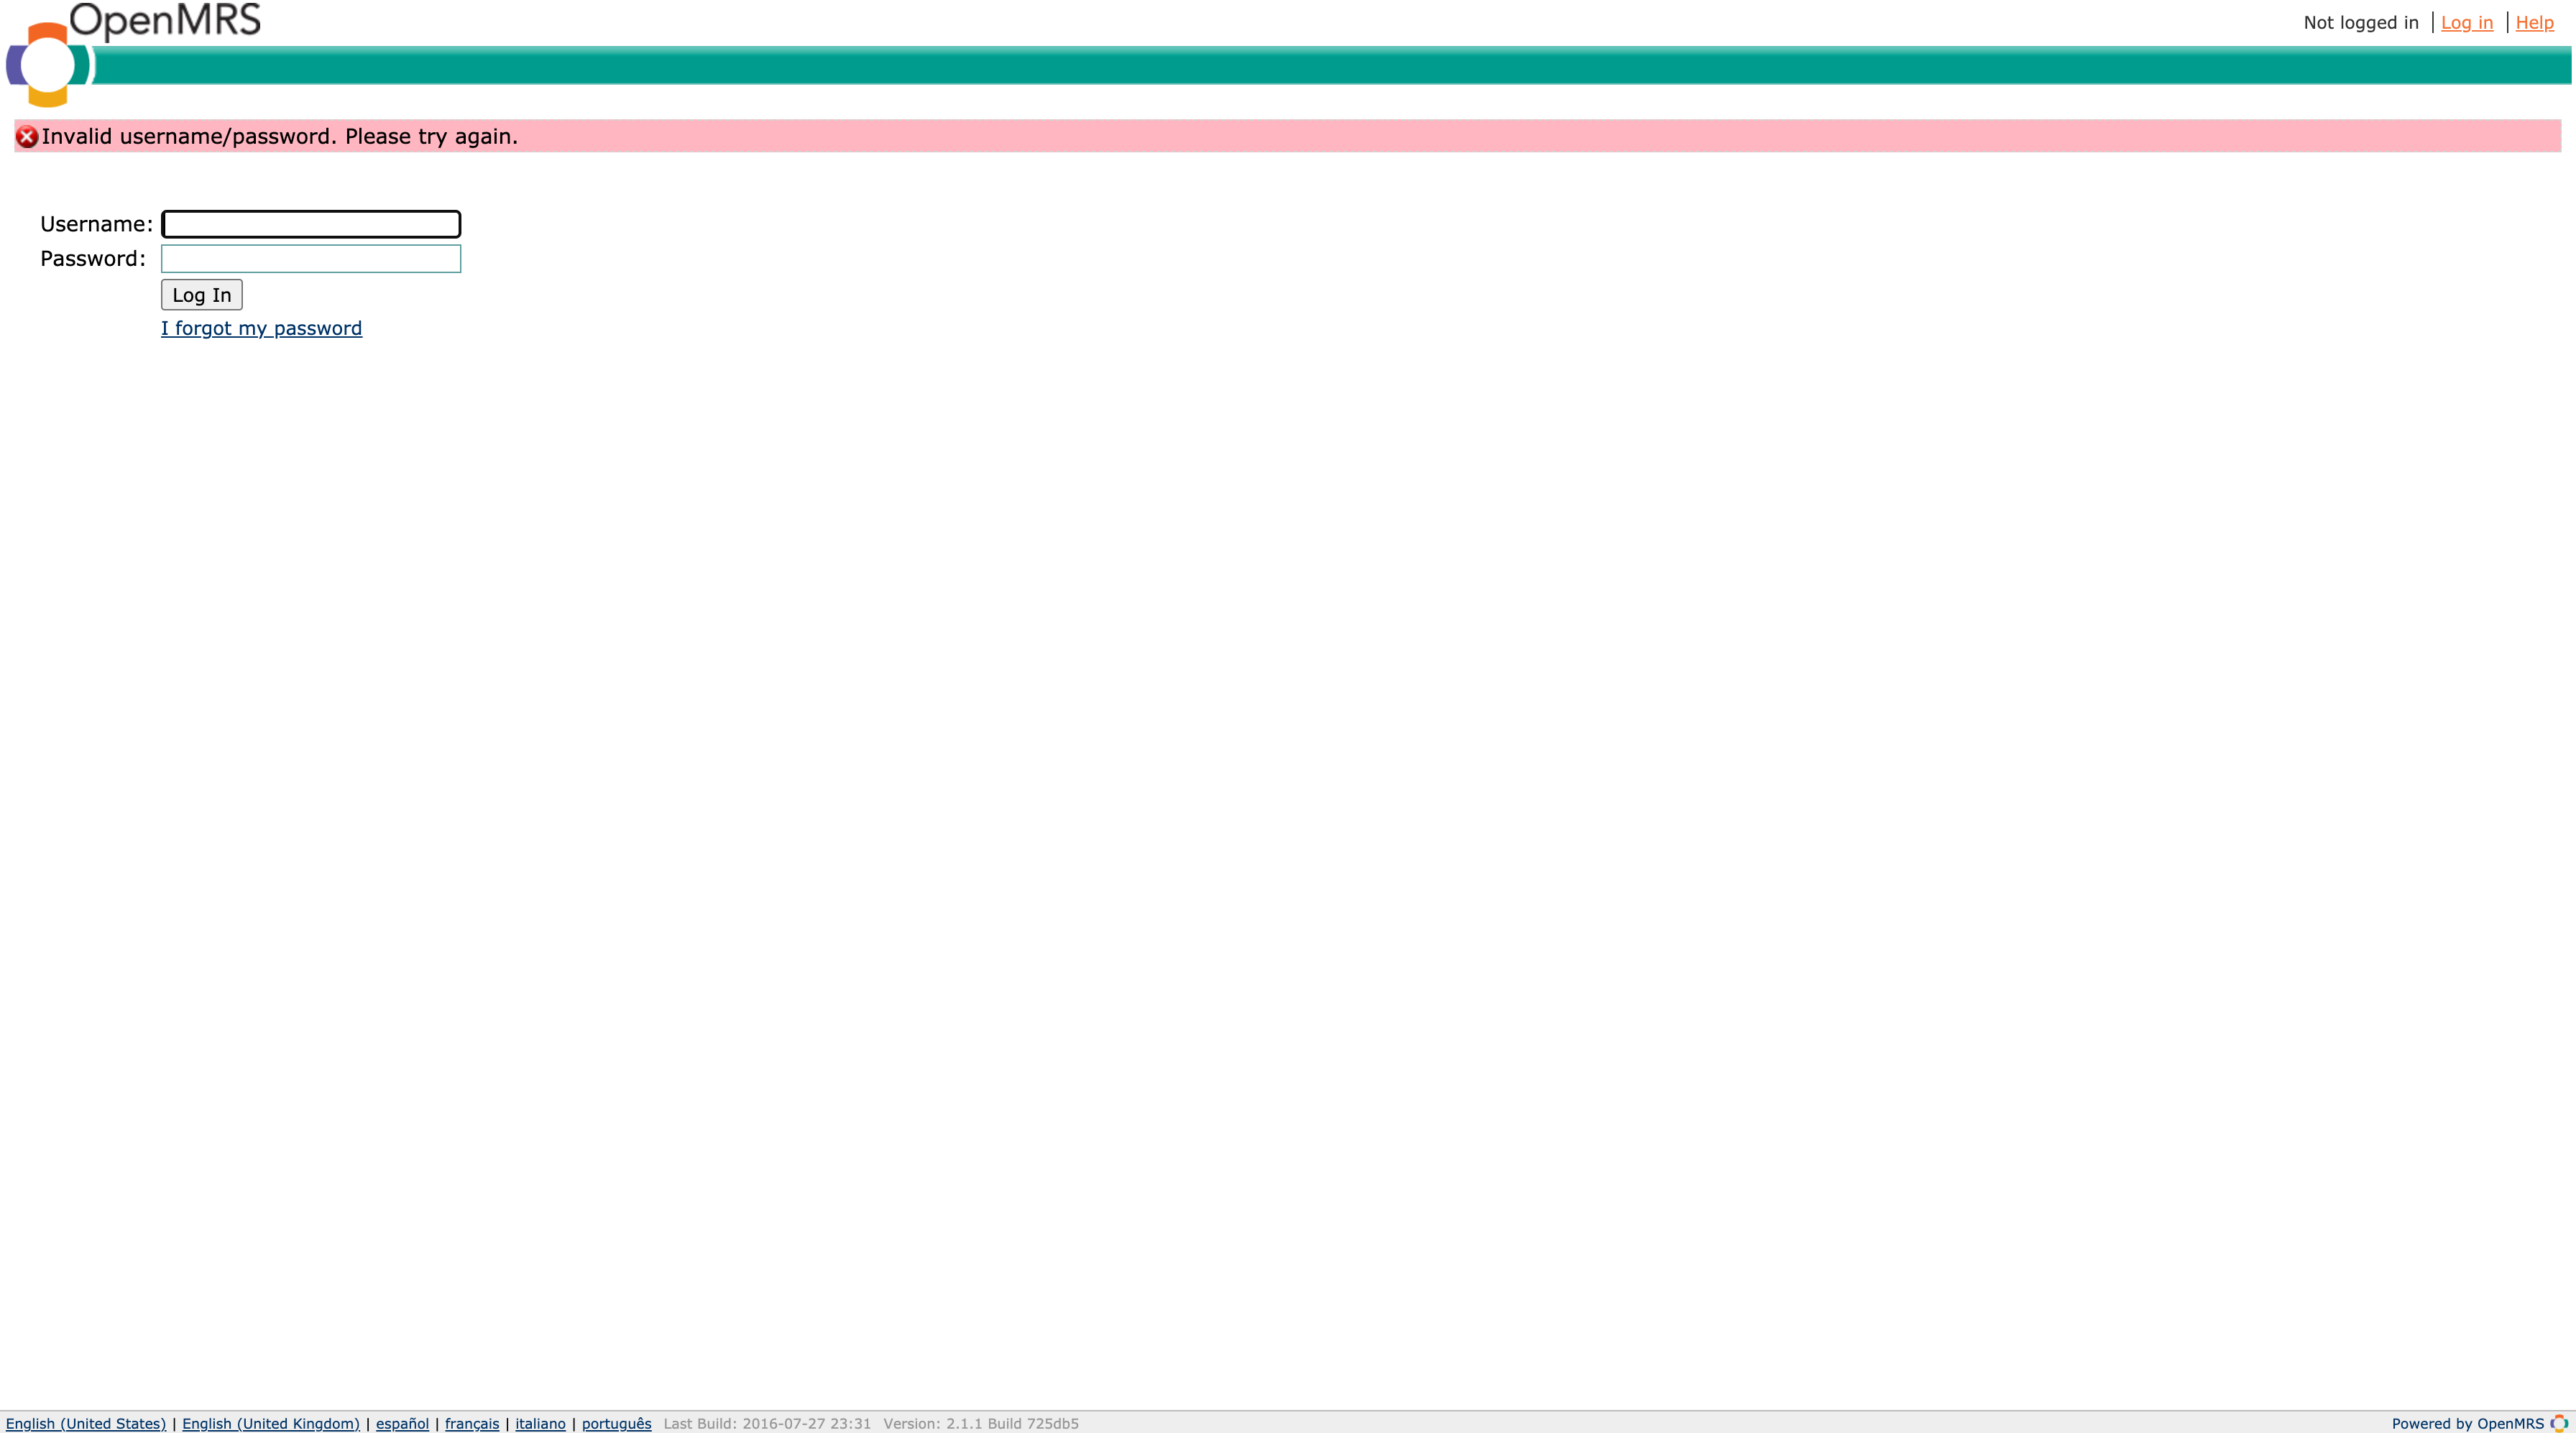 OpenMRS
Not logged in | Log in | Help
Invalid username/password. Please try again.
Username:
Password:
Log In
I forgot my password
English (United States) | English (United Kingdom) | español | français | italiano | português Last Build: 2016-07-27 23:31 Version: 2.1.1 Build 725db5 Powered by OpenMRS